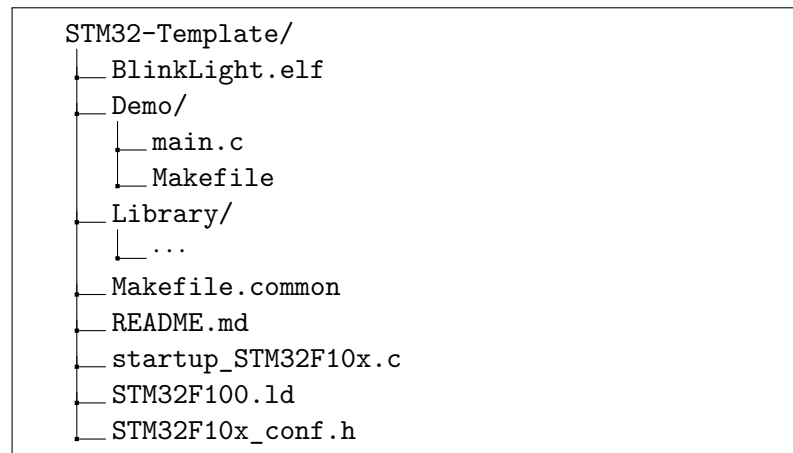 STM32-Template/
BlinkLight.elf
Demo/
main.c
Makefile
Library/
...
Makefile.common
README.md
startup_STM32F10x.c
STM32F100.ld
STM32F10x_conf.h